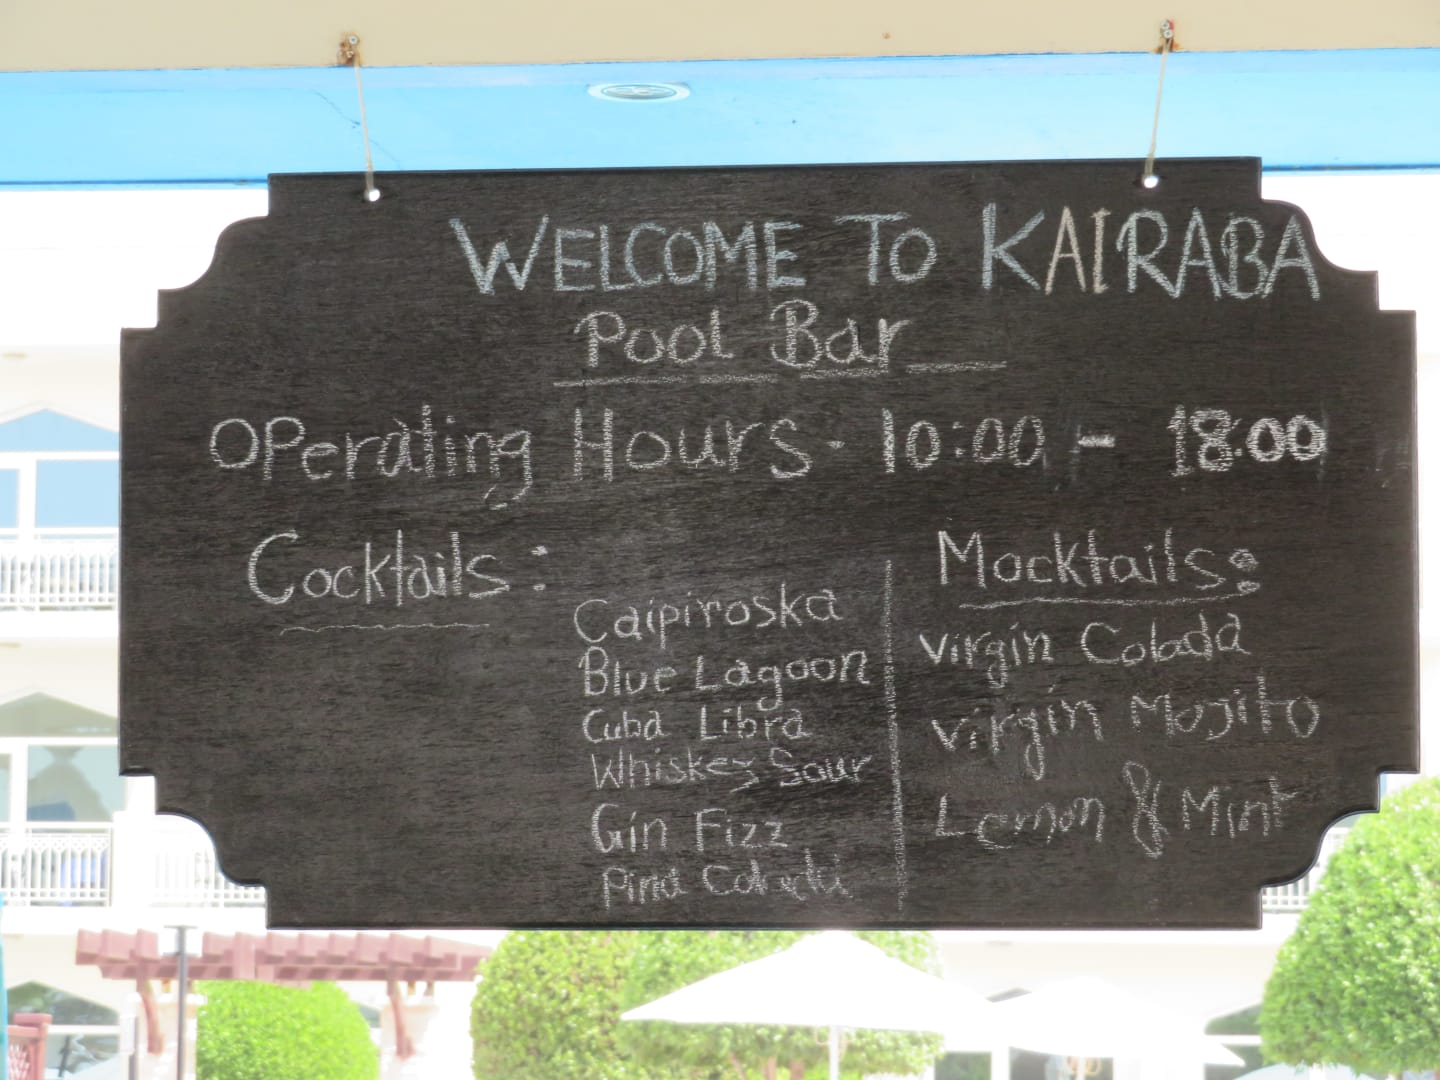 WELCOME TO KAIRABA
Pool Bar
Operating Hours - 10:00 - 18:00
Cocktails :
Caipiroska
Blue Lagoon
Cuba Libra
Whiskey Sour
Gin Fizz
Pina Colada
Mocktails:
Virgin Colada
Virgin Mojito
Lemon & Mint